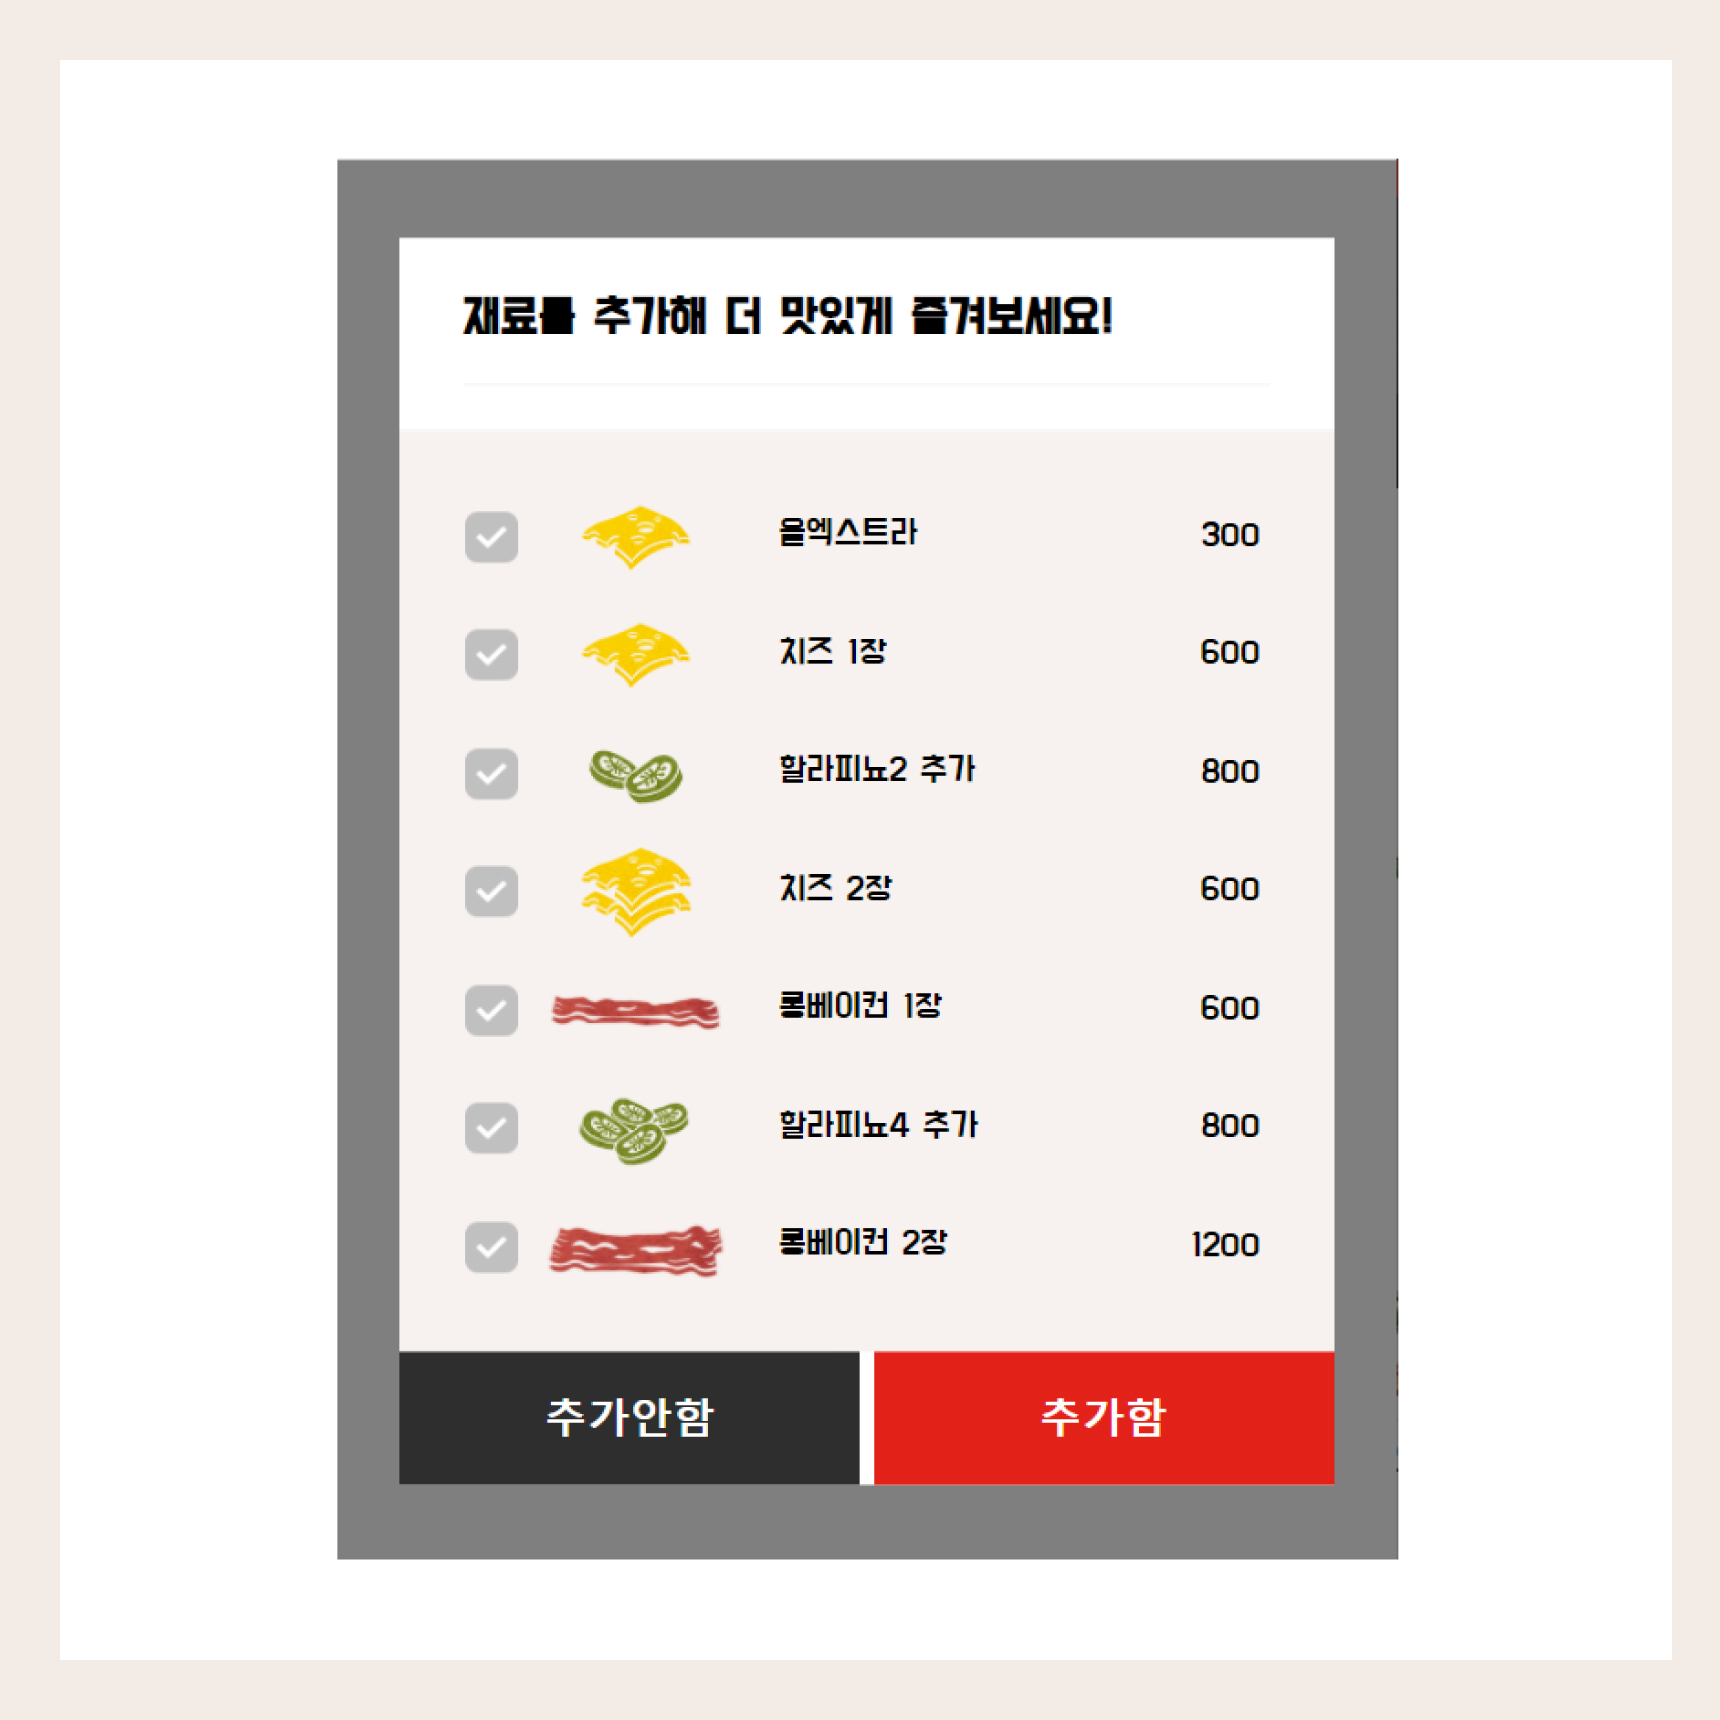 재료를 추가해 더 맛있게 즐겨보세요!
올엑스트라 300
치즈 1장 600
할라피뇨2 추가 800
치즈 2장 600
롱베이컨 1장 600
할라피뇨4 추가 800
롱베이컨 2장 1200
추가안함 추가함